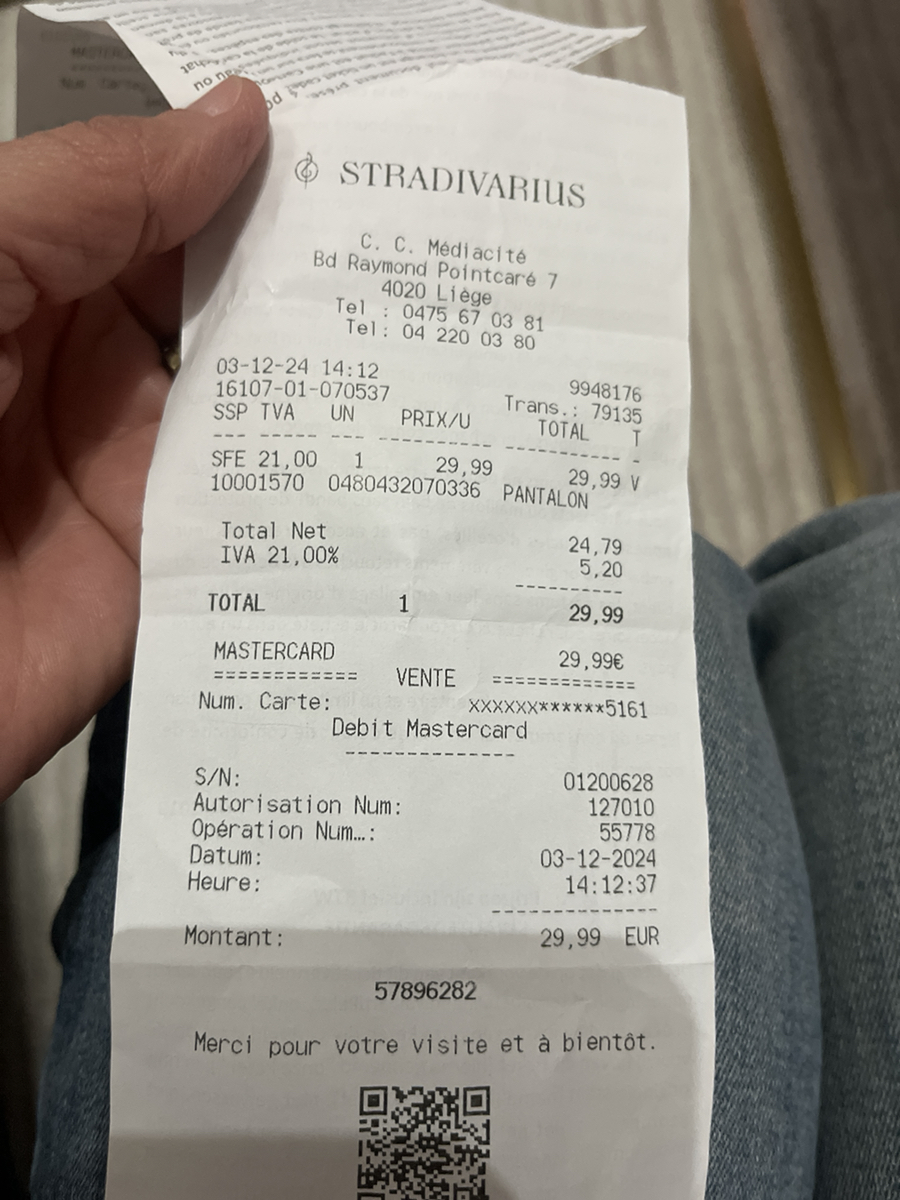 STRADIVARIUS
C. C. Médiacité
Bd Raymond Pointcaré 7
4020 Liège
Tel : 0475 67 03 81
Tel: 04 220 03 80
03-12-24 14:12 9948176
16107-01-070537 Trans.: 79135
SSP TVA UN PRIX/U TOTAL T
--- ----- --- ---------- ---------- -
SFE 21,00 1 29,99 29,99 V
10001570 0480432070336 PANTALON
Total Net 24,79
IVA 21,00% 5,20
----------
TOTAL 1 29,99
MASTERCARD 29,99€
============ VENTE ============
Num. Carte: XXXXXX******5161
Debit Mastercard
--------------
S/N: 01200628
Autorisation Num: 127010
Opération Num…: 55778
Datum: 03-12-2024
Heure: 14:12:37
--------------
Montant: 29,99 EUR
57896282
Merci pour votre visite et à bientôt.